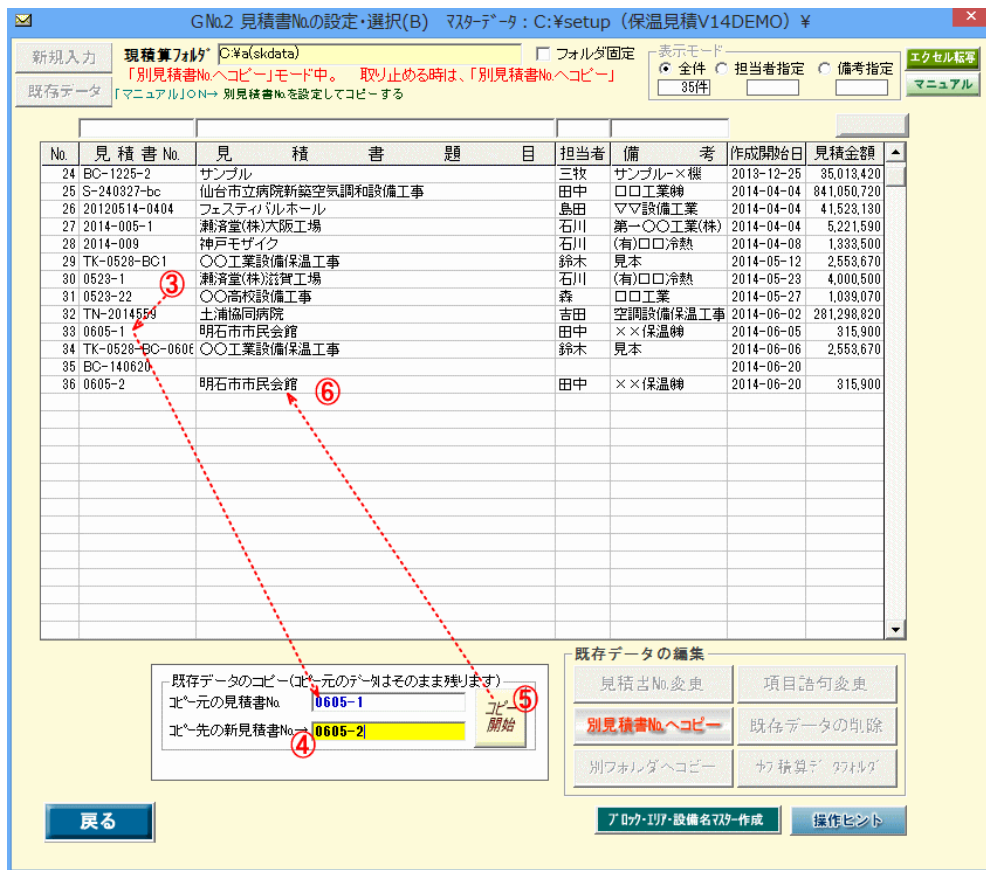 GNo.2 見積書No.の設定・選択(B) ﾏｽﾀｰﾃﾞｰﾀ：C:¥setup（保温見積V14DEMO）¥
新規入力
現積算ﾌｫﾙﾀﾞ C:¥a(skdata)
フォルダ固定
表示モード
全件 担当者指定 備考指定
35件
エクセル転写
既存データ
「別見積書No.へコピー」モード中。 取り止める時は、「別見積書No.へコピー」
「マニュアル」ON→ 別見積書No.を設定してコピーする
マニュアル
No. 見積書No. 見積書題目 担当者 備考 作成開始日 見積金額
24 BC-1225-2 サンプル 三牧 サンプル-×機 2013-12-25 35,013,420
25 S-240327-bc 仙台市立病院新築空気調和設備工事 田中 口口工業㈱ 2014-04-04 841,050,720
26 20120514-0404 フェスティバルホール 島田 ▽▽設備工業 2014-04-04 41,523,130
27 2014-005-1 瀬済堂(株)大阪工場 石川 第一〇〇工業(株) 2014-04-04 5,221,590
28 2014-009 神戸モザイク 石川 (有)口口冷熱 2014-04-08 1,333,500
29 TK-0528-BC1 〇〇工業設備保温工事 鈴木 見本 2014-05-12 2,553,670
30 0523-1 瀬済堂(株)滋賀工場 石川 (有)口口冷熱 2014-05-23 4,000,500
31 0523-22 〇〇高校設備工事 森 口口工業 2014-05-27 1,039,070
32 TN-2014559 土浦協同病院 吉田 空調設備保温工事 2014-06-02 281,298,820
33 0605-1 明石市市民会館 田中 ××保温㈱ 2014-06-05 315,900
34 TK-0528-BC-0606 〇〇工業設備保温工事 鈴木 見本 2014-06-06 2,553,670
35 BC-140620 2014-06-20
36 0605-2 明石市市民会館 田中 ××保温㈱ 2014-06-20 315,900
③
⑥
既存データのコピー(ｺﾋﾟｰ元のﾃﾞｰﾀはそのまま残ります)
ｺﾋﾟｰ元の見積書No. 0605-1
ｺﾋﾟｰ先の新見積書No.→ 0605-2
④
コピー
開始
⑤
既存データの編集
見積書No.変更 項目語句変更
別見積書No.へコピー 既存データの削除
別フォルダへコピー ｻﾌﾞ積算ﾃﾞｰﾀﾌｫﾙﾀﾞ
戻る
ﾌﾞﾛｯｸ・ｴﾘｱ・設備名ﾏｽﾀｰ作成
操作ヒント